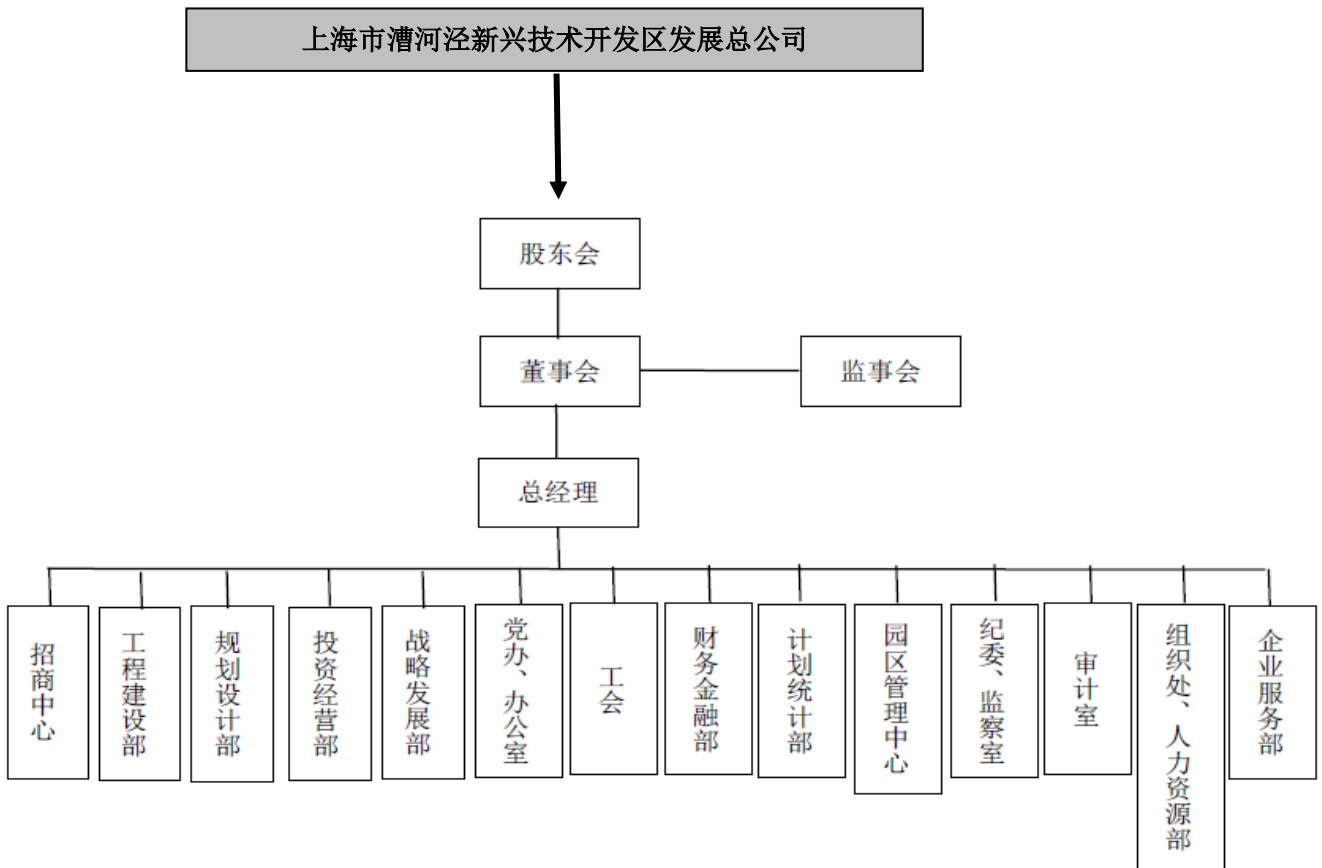 上海市漕河泾新兴技术开发区发展总公司
股东会
董事会
监事会
总经理
招商中心
工程建设部
规划设计部
投资经营部
战略发展部
党办、办公室
工会
财务金融部
计划统计部
园区管理中心
纪委、监察室
审计室
组织处、人力资源部
企业服务部